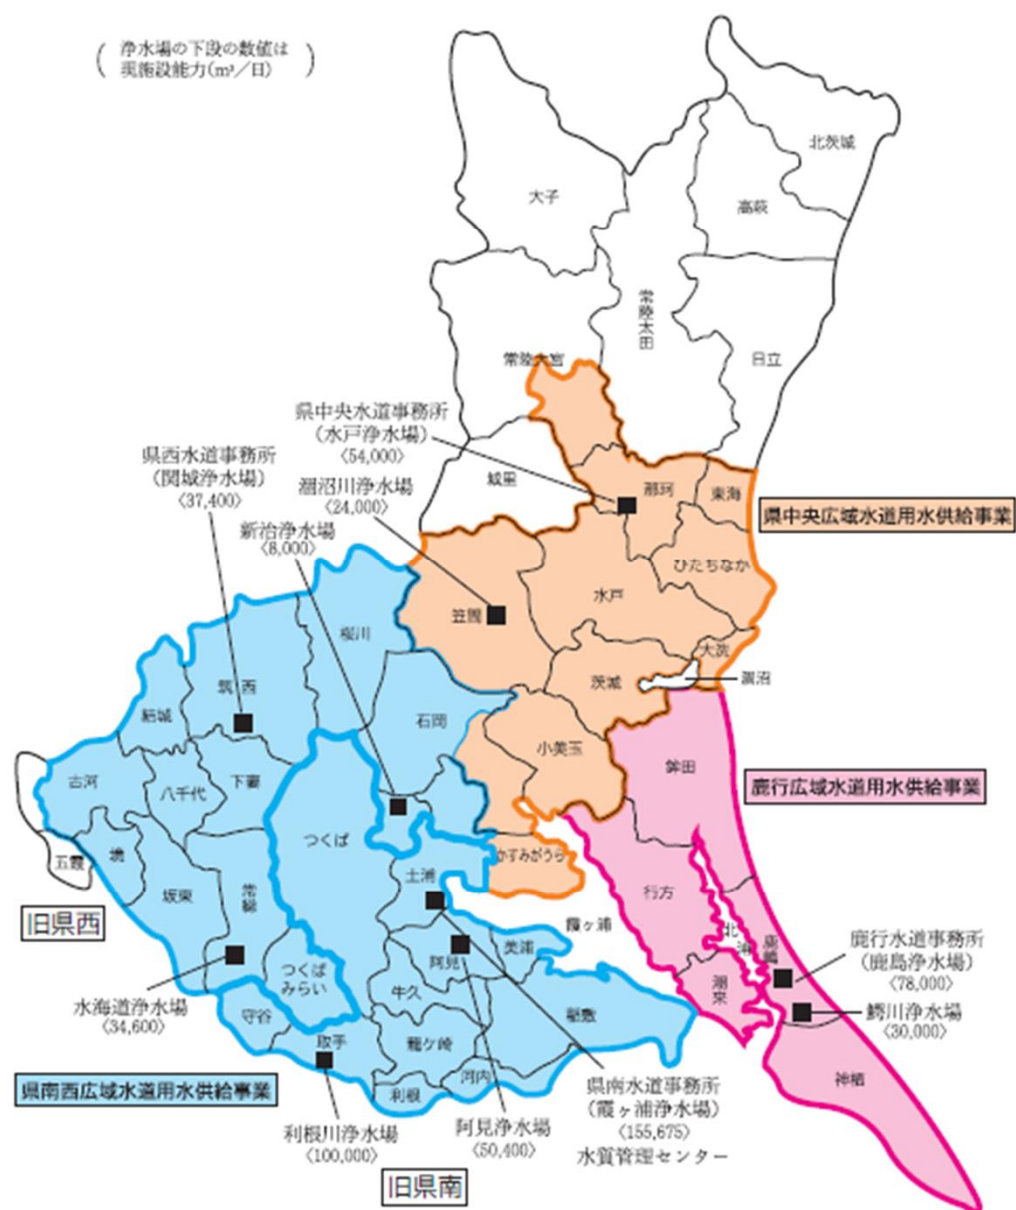 浄水場の下段の数値は
現施設能力(m³／日)
北茨城
大子
高萩
常陸太田
常陸大宮
日立
県中央水道事務所
(水戸浄水場)
〈54,000〉
県西水道事務所
(関城浄水場)
〈37,400〉
涸沼川浄水場
〈24,000〉
新治浄水場
〈8,000〉
城里
那珂
東海
県中央広域水道用水供給事業
ひたちなか
水戸
笠間
桜川
大洗
涸沼
茨城
筑西
石岡
結城
小美玉
鉾田
古河
八千代
下妻
鹿行広域水道用水供給事業
つくば
かすみがうら
五霞
境
土浦
坂東
常総
行方
旧県西
霞ヶ浦
北浦
鹿嶋
鹿行水道事務所
(鹿島浄水場)
〈78,000〉
美浦
阿見
つくば
みらい
牛久
潮来
水海道浄水場
〈34,600〉
守谷
稲敷
鰐川浄水場
〈30,000〉
取手
龍ケ崎
河内
神栖
利根
県南西広域水道用水供給事業
県南水道事務所
(霞ヶ浦浄水場)
〈155,675〉
水質管理センター
利根川浄水場
〈100,000〉
阿見浄水場
〈50,400〉
旧県南